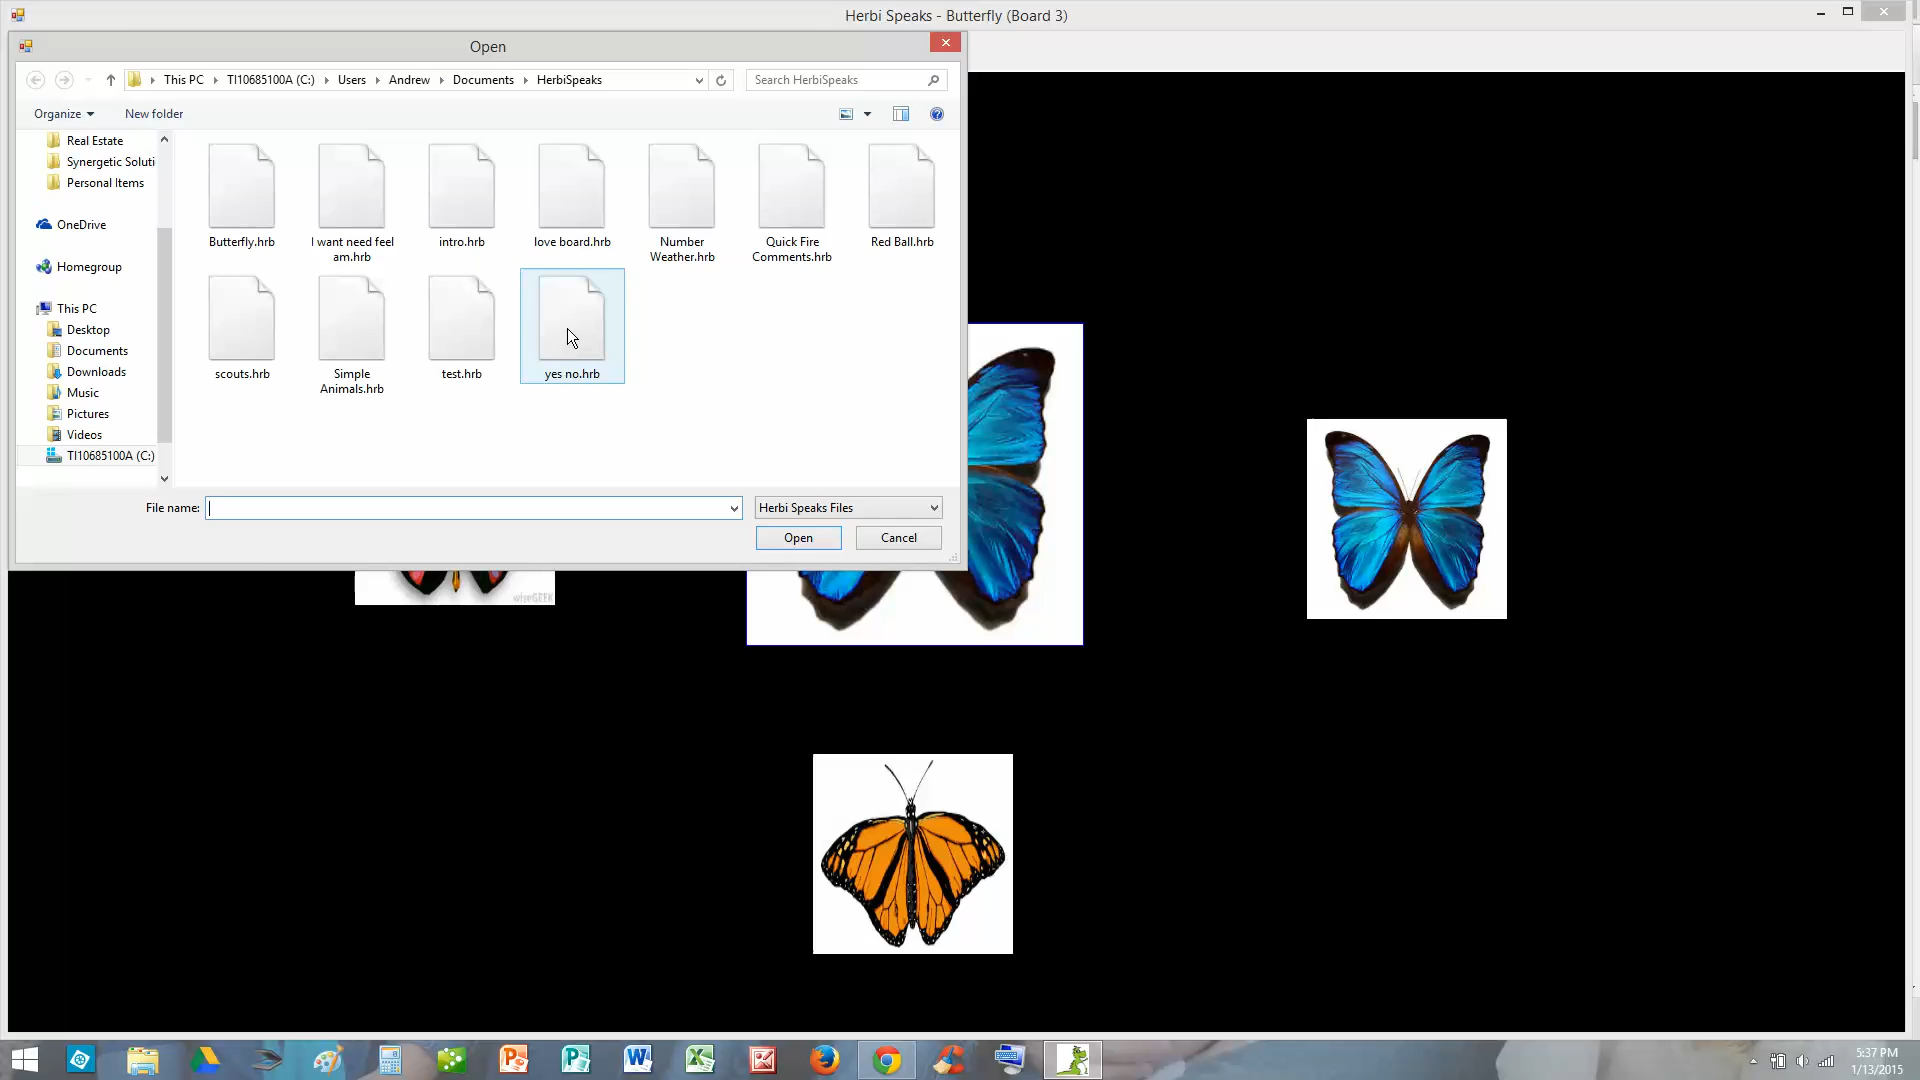 Herbi Speaks - Butterfly (Board 3)
Open
This PC
TI10685100A (C:)
Users
Andrew
Documents
HerbiSpeaks
Search HerbiSpeaks
Organize
New folder
Real Estate
Synergetic Soluti
Personal Items
OneDrive
Homegroup
This PC
Desktop
Documents
Downloads
Music
Pictures
Videos
TI10685100A (C:)
Butterfly.hrb
I want need feel
am.hrb
intro.hrb
love board.hrb
Number
Weather.hrb
Quick Fire
Comments.hrb
Red Ball.hrb
scouts.hrb
Simple
Animals.hrb
test.hrb
yes no.hrb
File name:
Herbi Speaks Files
Open
Cancel
wiseGEEK
5:37 PM
1/13/2015